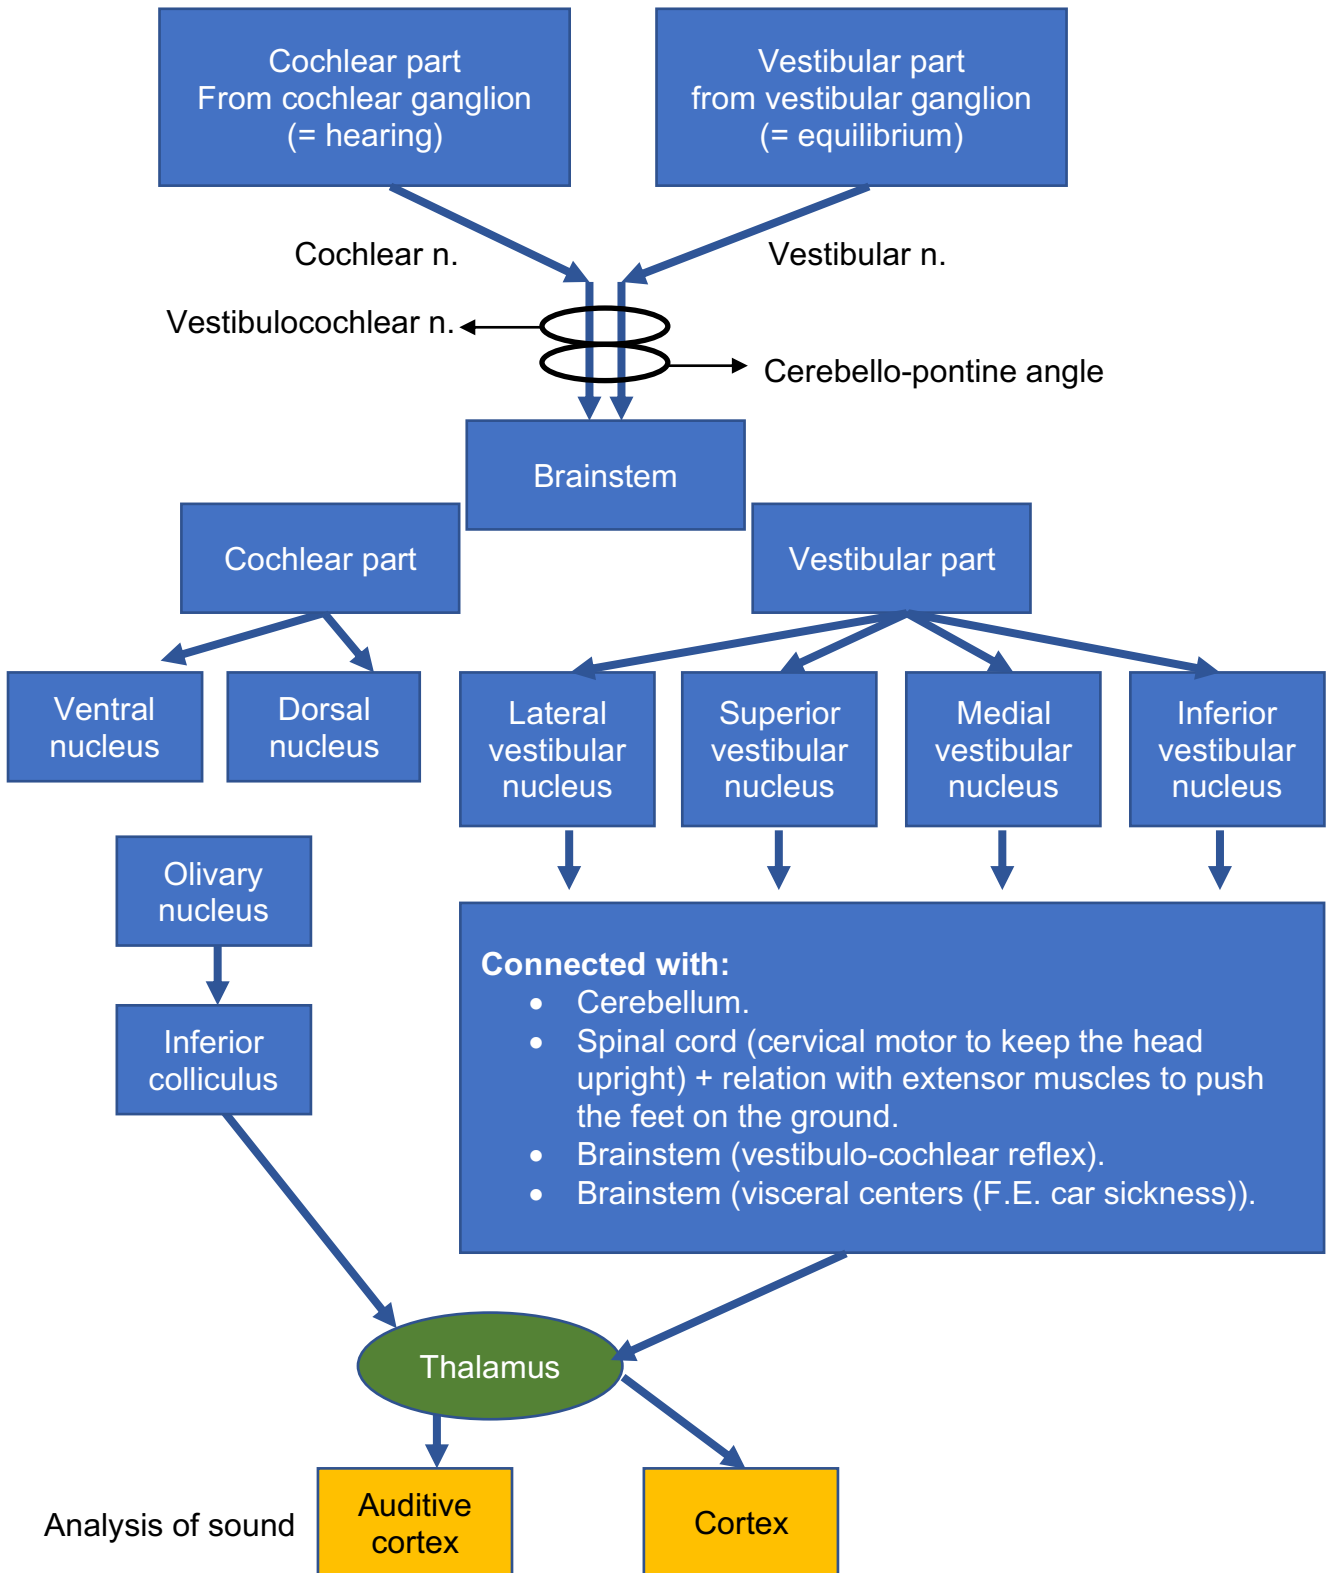 Cochlear part
From cochlear ganglion
(= hearing)
Vestibular part
from vestibular ganglion
(= equilibrium)
Cochlear n.
Vestibular n.
Vestibulocochlear n.
Cerebello-pontine angle
Brainstem
Cochlear part
Vestibular part
Ventral
nucleus
Dorsal
nucleus
Lateral
vestibular
nucleus
Superior
vestibular
nucleus
Medial
vestibular
nucleus
Inferior
vestibular
nucleus
Olivary
nucleus
Inferior
colliculus
Connected with:
• Cerebellum.
• Spinal cord (cervical motor to keep the head
upright) + relation with extensor muscles to push
the feet on the ground.
• Brainstem (vestibulo-cochlear reflex).
• Brainstem (visceral centers (F.E. car sickness)).
Thalamus
Analysis of sound
Auditive
cortex
Cortex